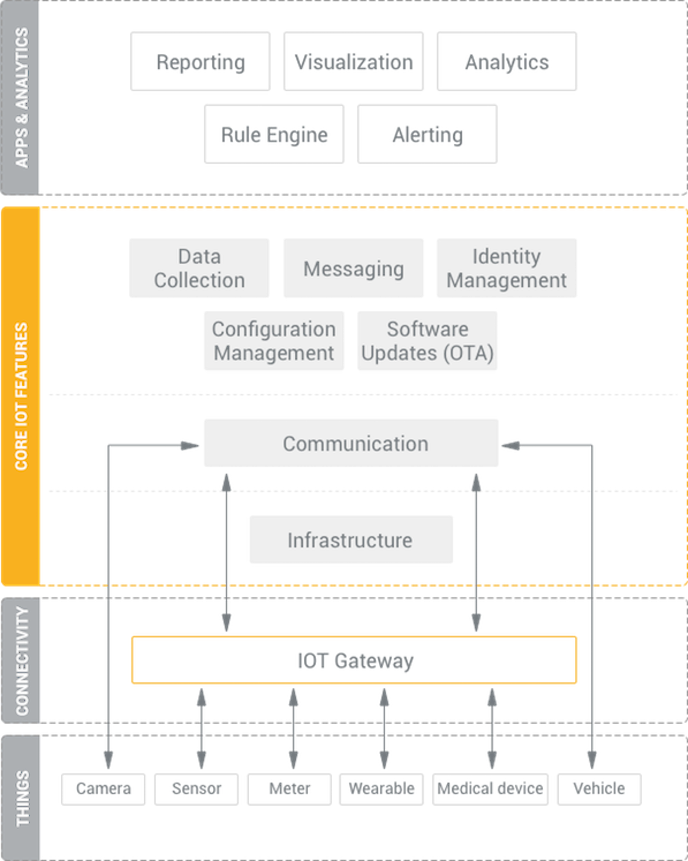 APPS & ANALYTICS
Reporting
Visualization
Analytics
Rule Engine
Alerting
CORE IOT FEATURES
Data
Collection
Messaging
Identity
Management
Configuration
Management
Software
Updates (OTA)
Communication
Infrastructure
CONNECTIVITY
IOT Gateway
THINGS
Camera
Sensor
Meter
Wearable
Medical device
Vehicle